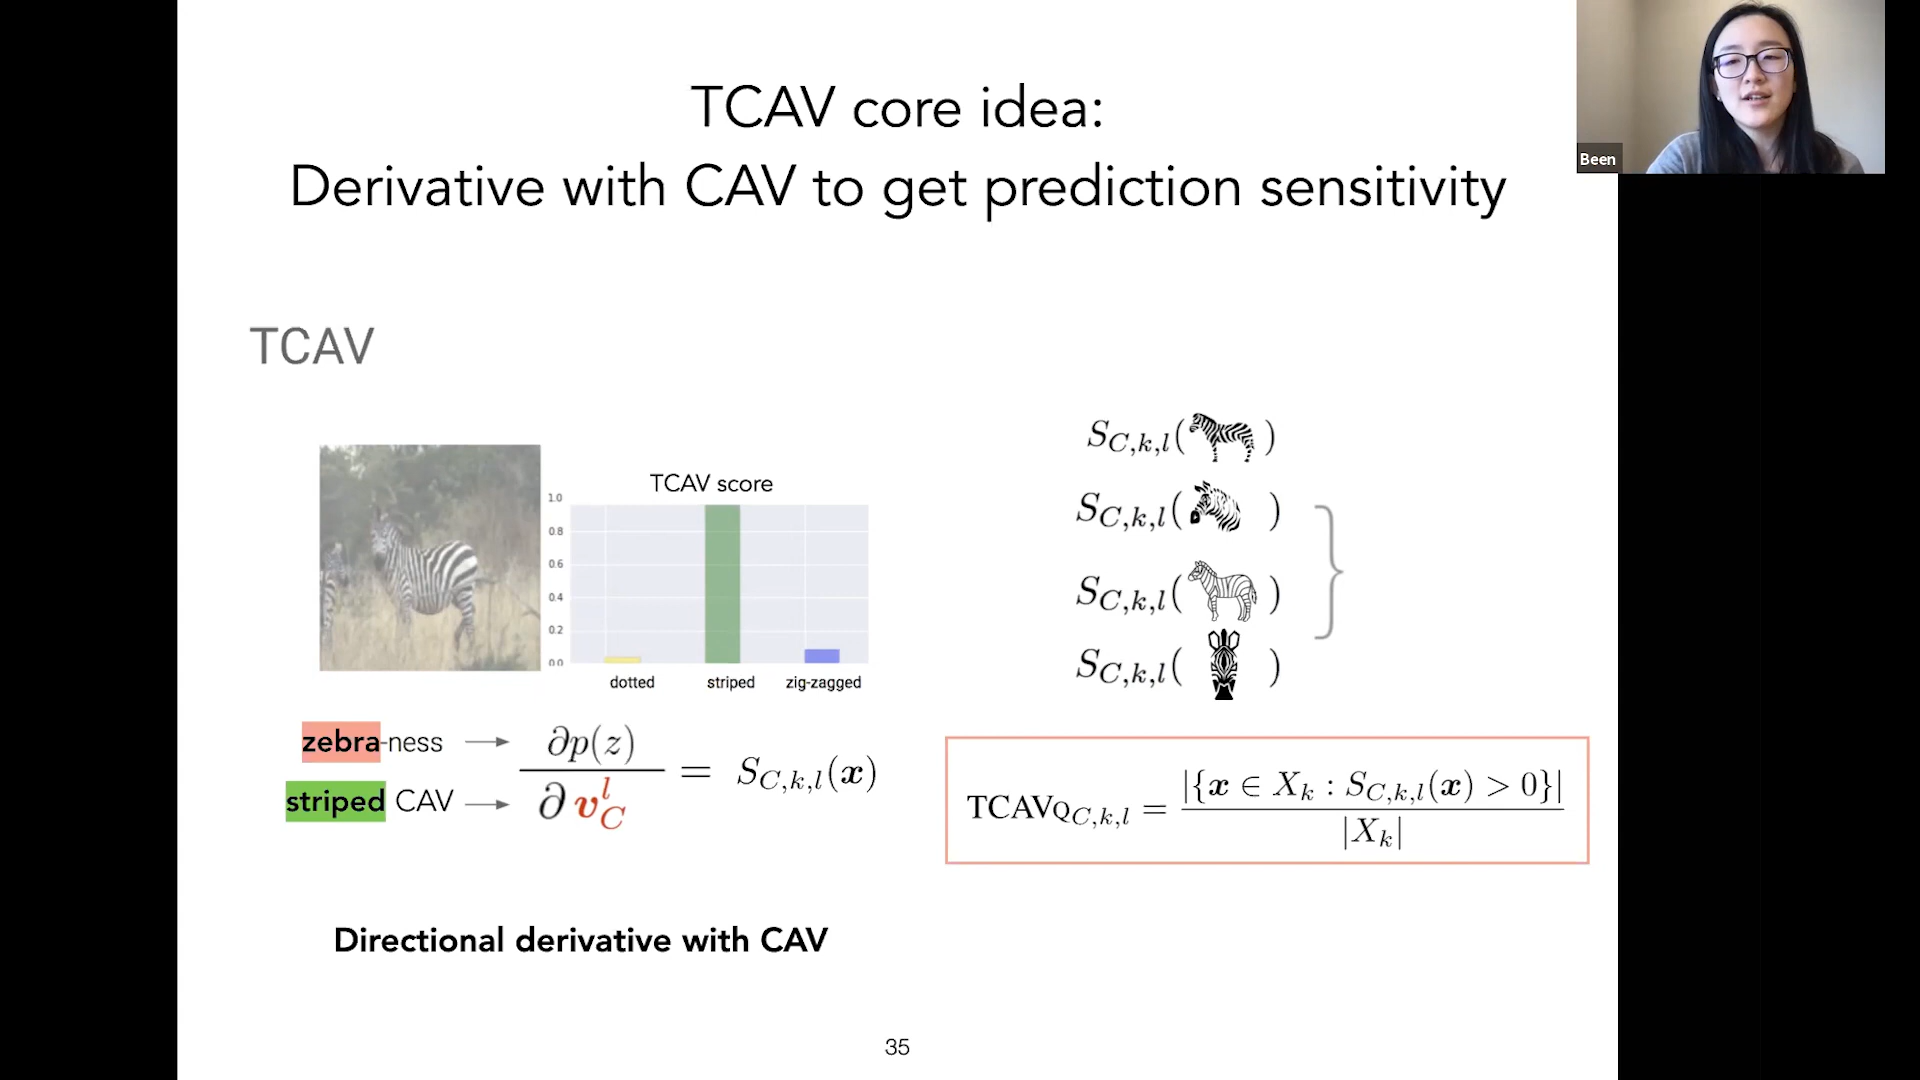 TCAV core idea:
Derivative with CAV to get prediction sensitivity
Been
TCAV
TCAV score
1.0
0.8
0.6
0.4
0.2
0.0
dotted striped zig-zagged
zebra-ness → ∂p(z)
striped CAV → ∂ v_C^l
= S_{C,k,l}(x)
Directional derivative with CAV
S_{C,k,l}( )
S_{C,k,l}( )
S_{C,k,l}( )
S_{C,k,l}( )
TCAVQ_{C,k,l} = |{x ∈ X_k : S_{C,k,l}(x) > 0}|
|X_k|
35